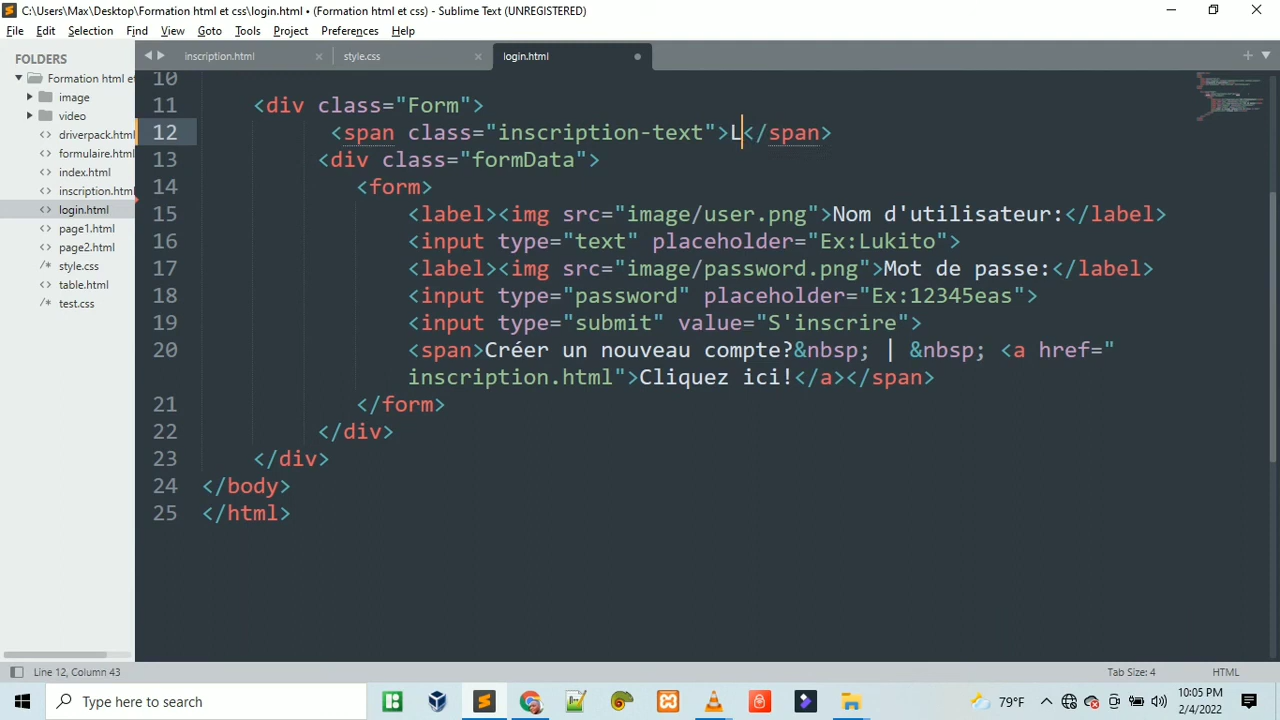 C:\Users\Max\Desktop\Formation html et css\login.html • (Formation html et css) - Sublime Text (UNREGISTERED)
File Edit Selection Find View Goto Tools Project Preferences Help
FOLDERS
Formation html et
image
video
driverpack.html
formulaire.html
index.html
inscription.html
login.html
page1.html
page2.html
style.css
table.html
test.css
inscription.html style.css login.html
10
11 <div class="Form">
12 <span class="inscription-text">L</span>
13 <div class="formData">
14 <form>
15 <label><img src="image/user.png">Nom d'utilisateur:</label>
16 <input type="text" placeholder="Ex:Lukito">
17 <label><img src="image/password.png">Mot de passe:</label>
18 <input type="password" placeholder="Ex:12345eas">
19 <input type="submit" value="S'inscrire">
20 <span>Créer un nouveau compte?&nbsp; | &nbsp; <a href="
inscription.html">Cliquez ici!</a></span>
21 </form>
22 </div>
23 </div>
24 </body>
25 </html>
Line 12, Column 43 Tab Size: 4 HTML
Type here to search 79°F 10:05 PM
2/4/2022